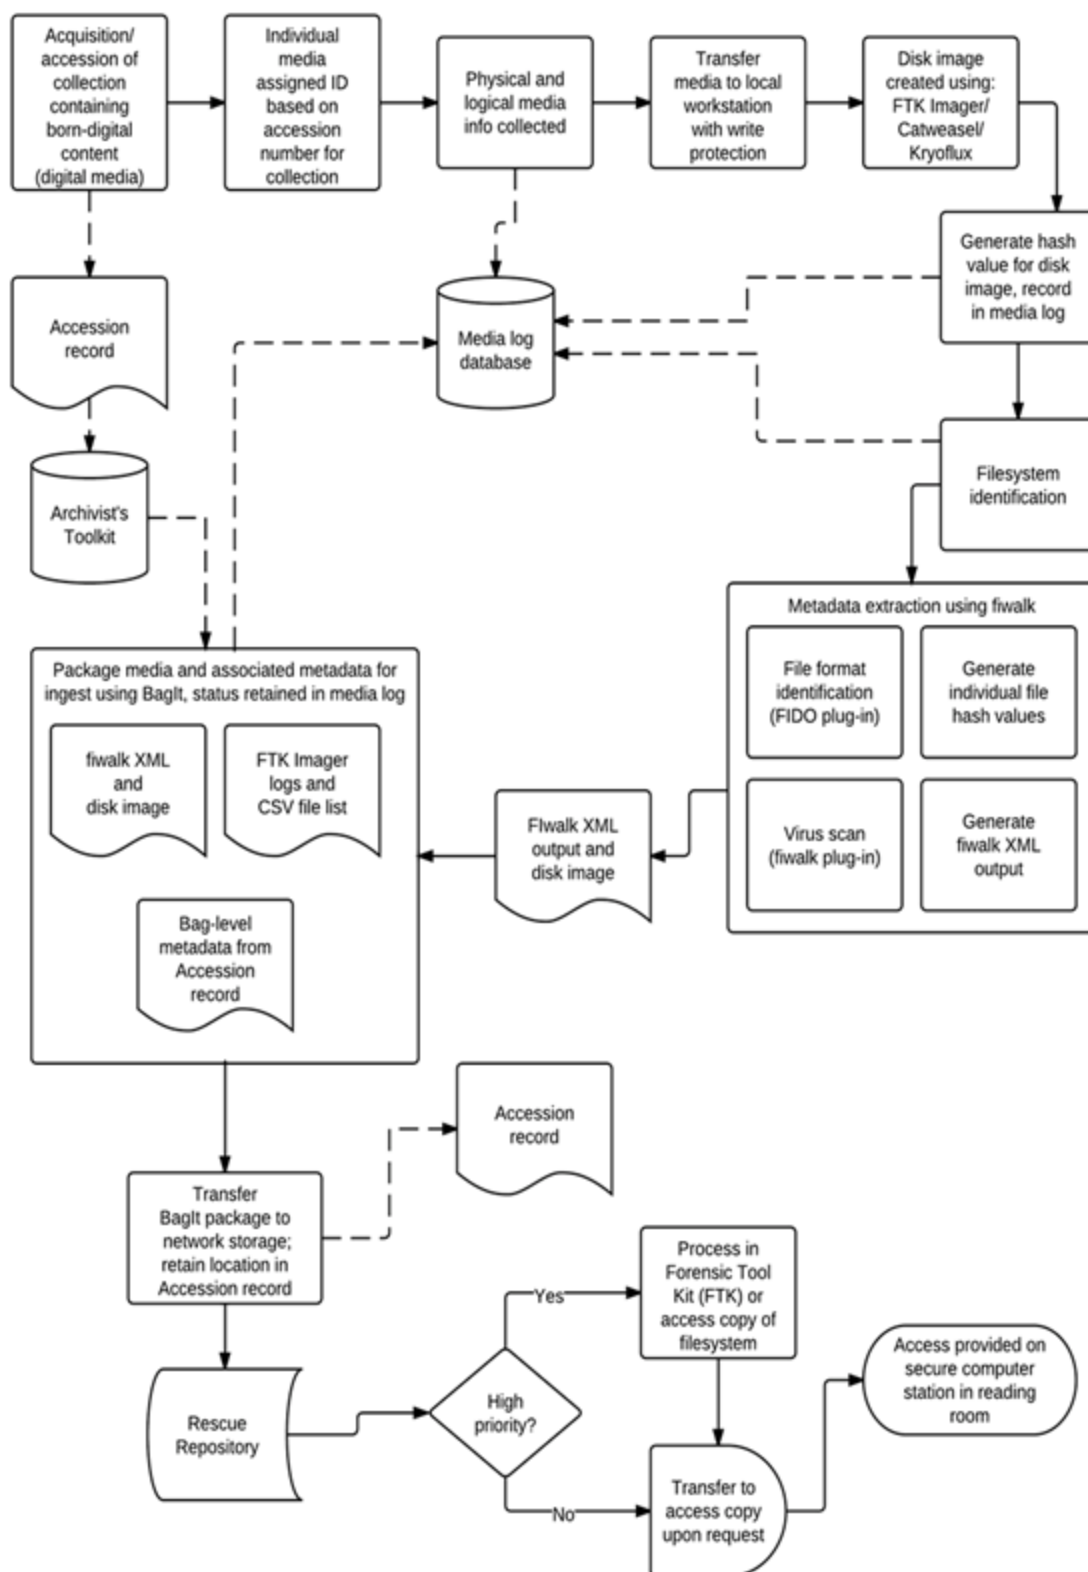 Acquisition/
accession of
collection
containing
born-digital
content
(digital media)
Individual
media
assigned ID
based on
accession
number for
collection
Physical and
logical media
info collected
Transfer
media to local
workstation
with write
protection
Disk image
created using:
FTK Imager/
Catweasel/
Kryoflux
Generate hash
value for disk
image, record
in media log
Accession
record
Media log
database
Filesystem
identification
Archivist's
Toolkit
Metadata extraction using fiwalk
File format
identification
(FIDO plug-in)
Generate
individual file
hash values
Virus scan
(fiwalk plug-in)
Generate
fiwalk XML
output
Package media and associated metadata for
ingest using BagIt, status retained in media log
fiwalk XML
and
disk image
FTK Imager
logs and
CSV file list
FIwalk XML
output and
disk image
Bag-level
metadata from
Accession
record
Accession
record
Transfer
BagIt package to
network storage;
retain location in
Accession record
Rescue
Repository
High
priority?
Yes
No
Process in
Forensic Tool
Kit (FTK) or
access copy of
filesystem
Transfer to
access copy
upon request
Access provided on
secure computer
station in reading
room